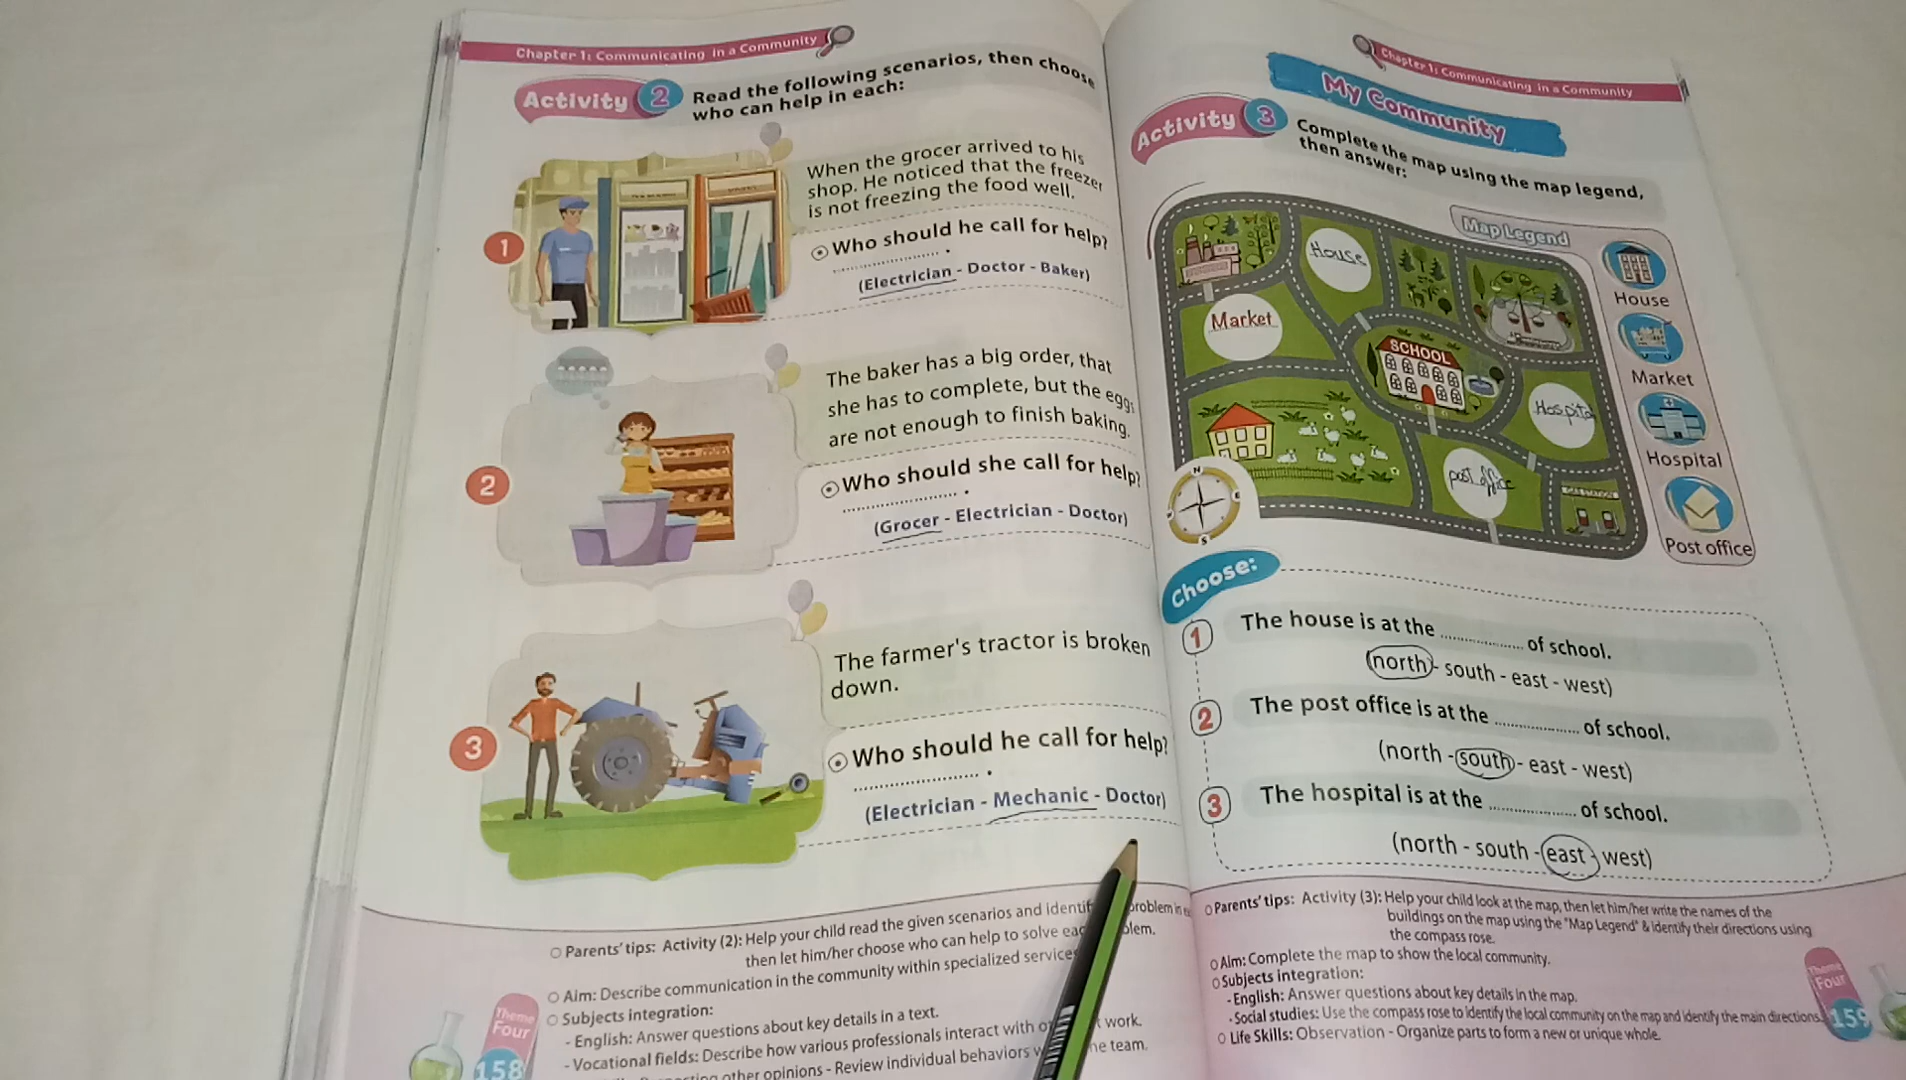 Chapter 1: Communicating in a Community
Activity 2
Read the following scenarios, then choose
who can help in each:
1
When the grocer arrived to his
shop. He noticed that the freezer
is not freezing the food well.
Who should he call for help?
.................... .
(Electrician - Doctor - Baker)
2
The baker has a big order, that
she has to complete, but the eggs
are not enough to finish baking.
Who should she call for help?
.................... .
(Grocer - Electrician - Doctor)
3
The farmer's tractor is broken
down.
Who should he call for help?
.................... .
(Electrician - Mechanic - Doctor)
Parents' tips: Activity (2): Help your child read the given scenarios and problem in
then let him/her choose who can help to solve
Aim: Describe communication in the community within specialized services
Subjects integration:
- English: Answer questions about key details in a text.
- Vocational fields: Describe how various professionals interact with work.
other opinions - Review individual behaviors team.
Theme
Four
158
Chapter 1: Communicating in a Community
My Community
Activity 3
Complete the map using the map legend,
then answer:
Map Legend
House
Market
Hospital
Post office
House
Market
SCHOOL
Hospital
post office
GAS STATION
N
E
S
Choose:
1 The house is at the .................... of school.
(north - south - east - west)
2 The post office is at the .................... of school.
(north - south - east - west)
3 The hospital is at the .................... of school.
(north - south - east - west)
Parents' tips: Activity (3): Help your child look at the map, then let him/her write the names of the
buildings on the map using the "Map Legend" & identify their directions using
the compass rose.
Aim: Complete the map to show the local community.
Subjects integration:
- English: Answer questions about key details in the map.
- Social studies: Use the compass rose to identify the local community on the map and identify the main directions.
Life Skills: Observation - Organize parts to form a new or unique whole.
Theme
Four
159